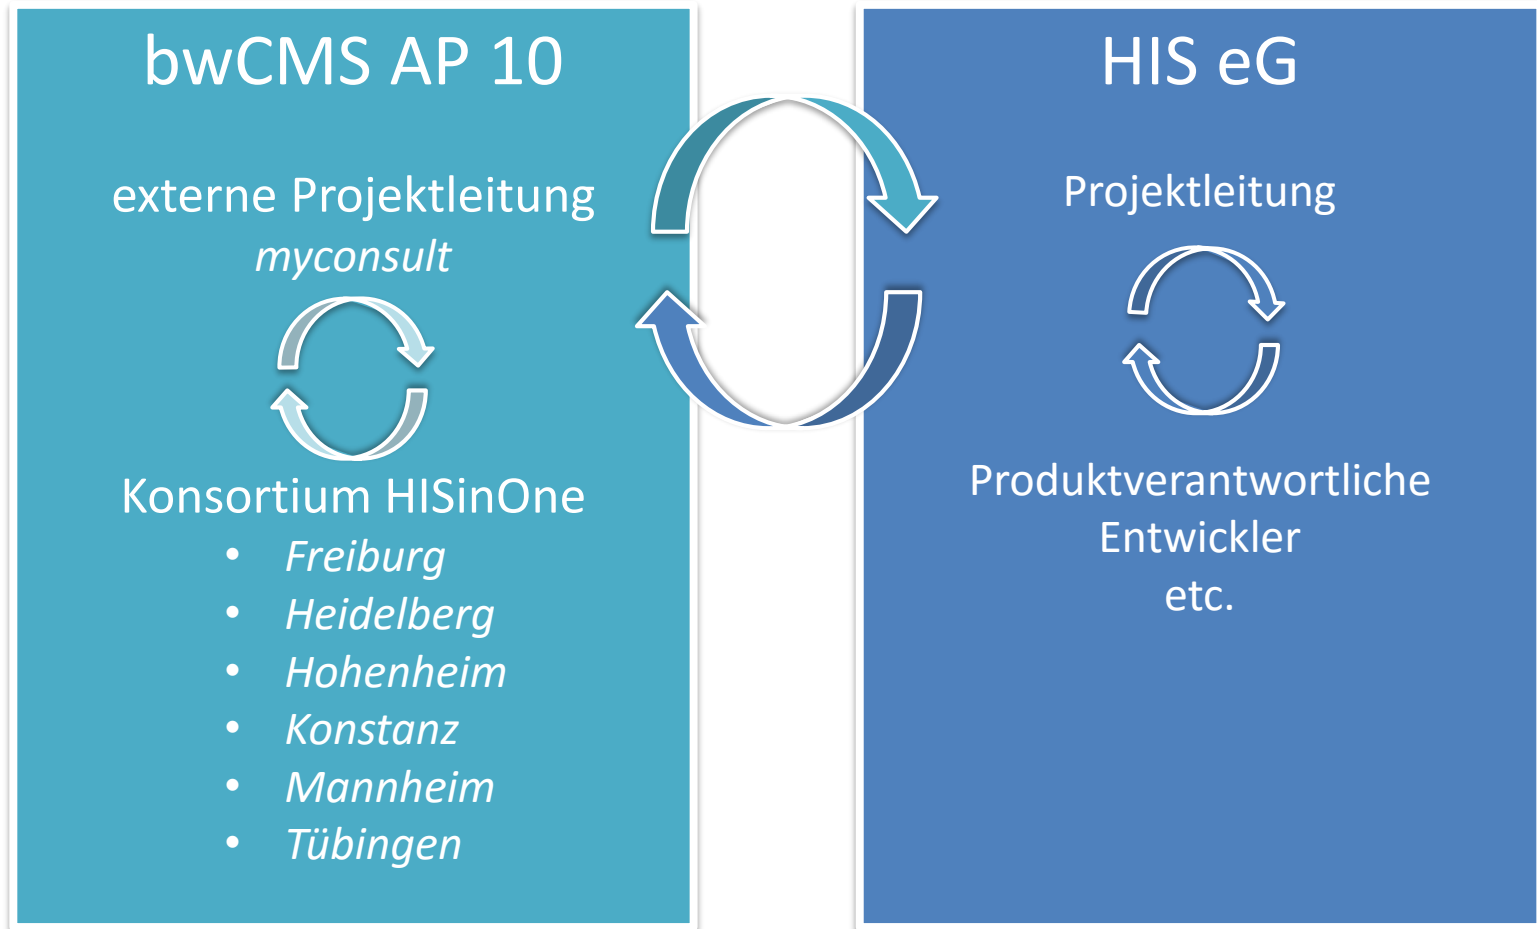 bwCMS AP 10
externe Projektleitung
myconsult
Konsortium HISinOne
• Freiburg
• Heidelberg
• Hohenheim
• Konstanz
• Mannheim
• Tübingen
HIS eG
Projektleitung
Produktverantwortliche
Entwickler
etc.